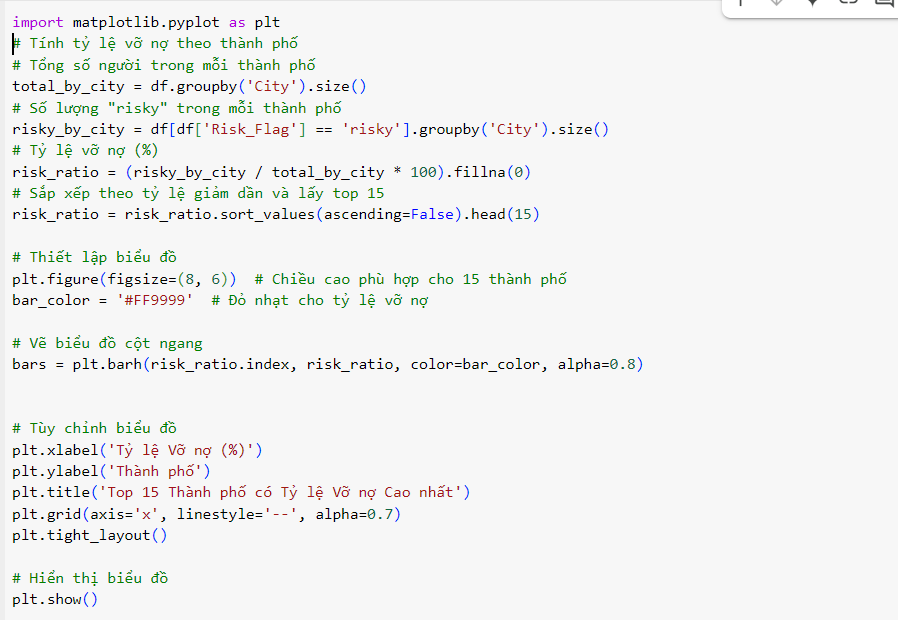 import matplotlib.pyplot as plt
# Tính tỷ lệ vỡ nợ theo thành phố
# Tổng số người trong mỗi thành phố
total_by_city = df.groupby('City').size()
# Số lượng "risky" trong mỗi thành phố
risky_by_city = df[df['Risk_Flag'] == 'risky'].groupby('City').size()
# Tỷ lệ vỡ nợ (%)
risk_ratio = (risky_by_city / total_by_city * 100).fillna(0)
# Sắp xếp theo tỷ lệ giảm dần và lấy top 15
risk_ratio = risk_ratio.sort_values(ascending=False).head(15)

# Thiết lập biểu đồ
plt.figure(figsize=(8, 6))  # Chiều cao phù hợp cho 15 thành phố
bar_color = '#FF9999'  # Đỏ nhạt cho tỷ lệ vỡ nợ

# Vẽ biểu đồ cột ngang
bars = plt.barh(risk_ratio.index, risk_ratio, color=bar_color, alpha=0.8)

# Tùy chỉnh biểu đồ
plt.xlabel('Tỷ lệ Vỡ nợ (%)')
plt.ylabel('Thành phố')
plt.title('Top 15 Thành phố có Tỷ lệ Vỡ nợ Cao nhất')
plt.grid(axis='x', linestyle='--', alpha=0.7)
plt.tight_layout()

# Hiển thị biểu đồ
plt.show()